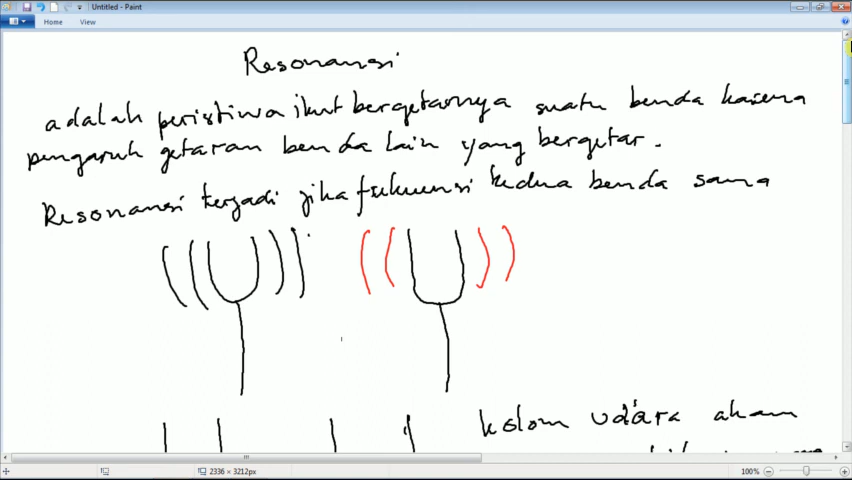 Untitled - Paint
Home View
Resonansi
adalah peristiwa ikut bergetarnya suatu benda karena
pengaruh getaran benda lain yang bergetar.
Resonansi terjadi jika frekuensi kedua benda sama
kolom udara akan
2336 × 3212px
100%